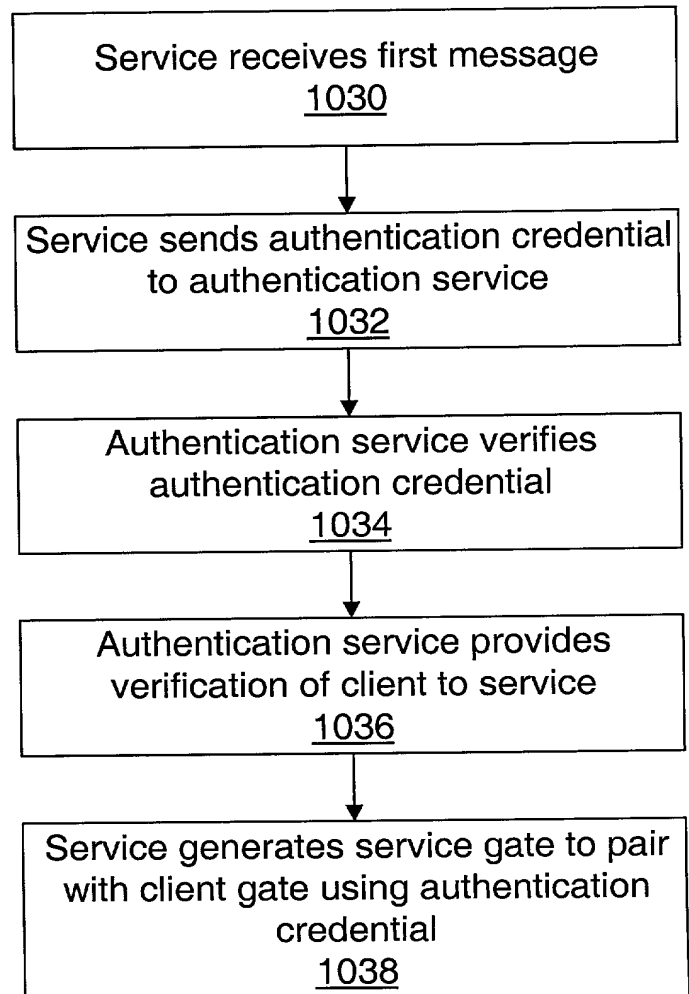 Service receives first message
1030
Service sends authentication credential
to authentication service
1032
Authentication service verifies
authentication credential
1034
Authentication service provides
verification of client to service
1036
Service generates service gate to pair
with client gate using authentication
credential
1038